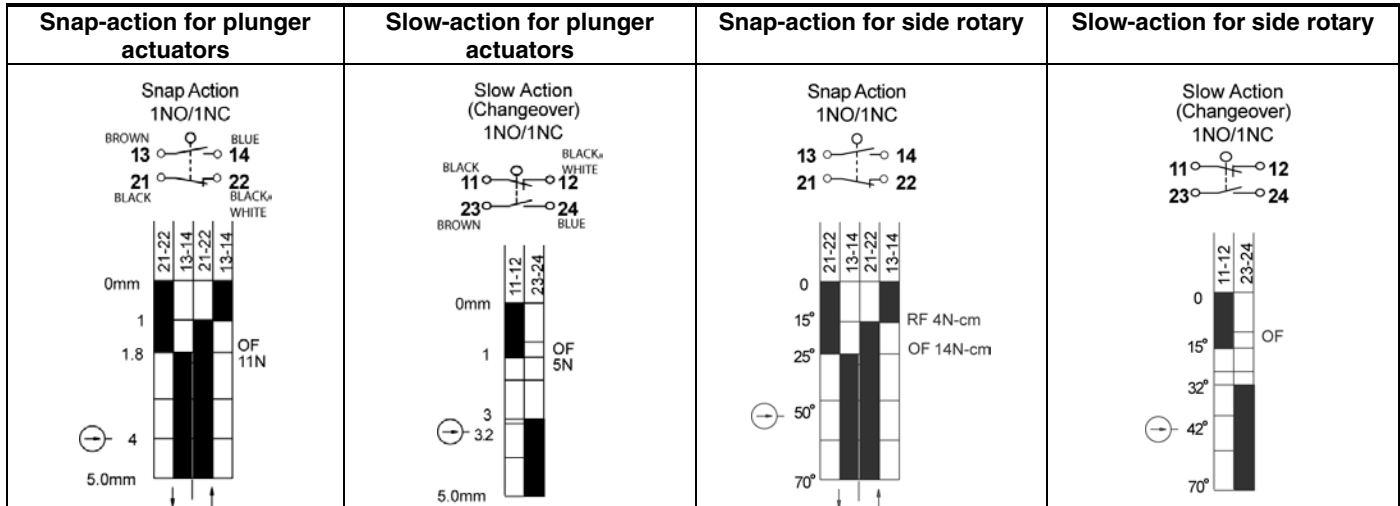 Snap-action for plunger
actuators
Slow-action for plunger
actuators
Snap-action for side rotary
Slow-action for side rotary
Snap Action
1NO/1NC
BROWN BLUE
13 14
21 22
BLACK BLACK
WHITE
21-22 13-14 21-22 13-14
0mm
1
1.8
OF
11N
4
5.0mm
Slow Action
(Changeover)
1NO/1NC
BLACK BLACK
WHITE
11 12
23 24
BROWN BLUE
11-12 23-24
0mm
1
OF
5N
3
3.2
5.0mm
Snap Action
1NO/1NC
13 14
21 22
21-22 13-14 21-22 13-14
0
15° RF 4N-cm
25° OF 14N-cm
50°
70°
Slow Action
(Changeover)
1NO/1NC
11 12
23 24
11-12 23-24
0
OF
15°
32°
42°
70°